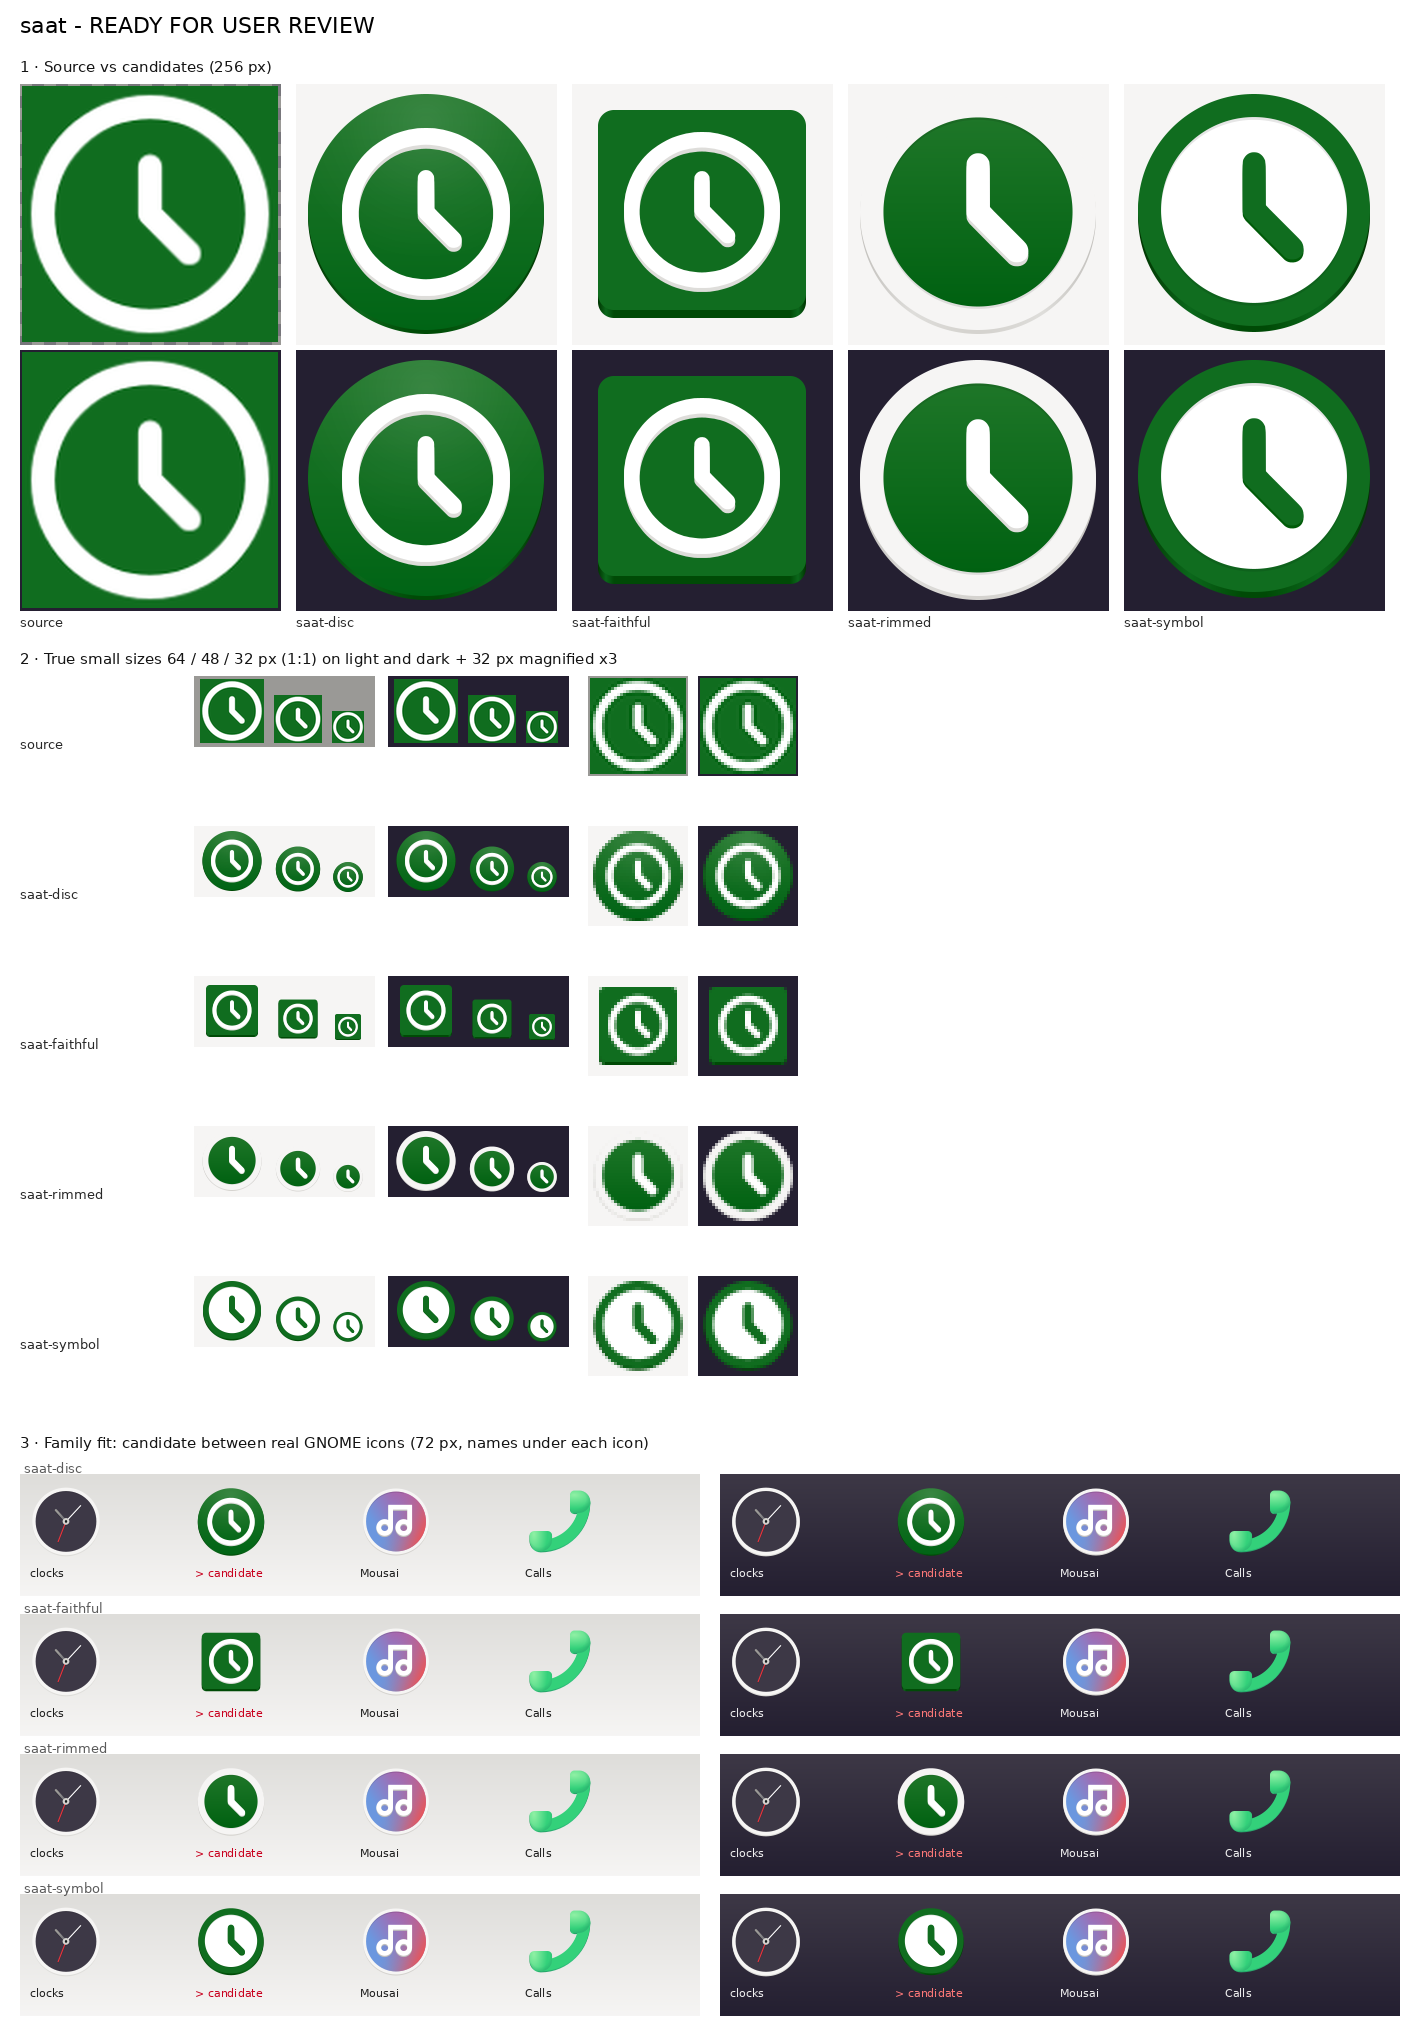 saat - READY FOR USER REVIEW
1 · Source vs candidates (256 px)
source saat-disc saat-faithful saat-rimmed saat-symbol
2 · True small sizes 64 / 48 / 32 px (1:1) on light and dark + 32 px magnified x3
source
saat-disc
saat-faithful
saat-rimmed
saat-symbol
3 · Family fit: candidate between real GNOME icons (72 px, names under each icon)
saat-disc
clocks > candidate Mousai Calls clocks > candidate Mousai Calls
saat-faithful
clocks > candidate Mousai Calls clocks > candidate Mousai Calls
saat-rimmed
clocks > candidate Mousai Calls clocks > candidate Mousai Calls
saat-symbol
clocks > candidate Mousai Calls clocks > candidate Mousai Calls